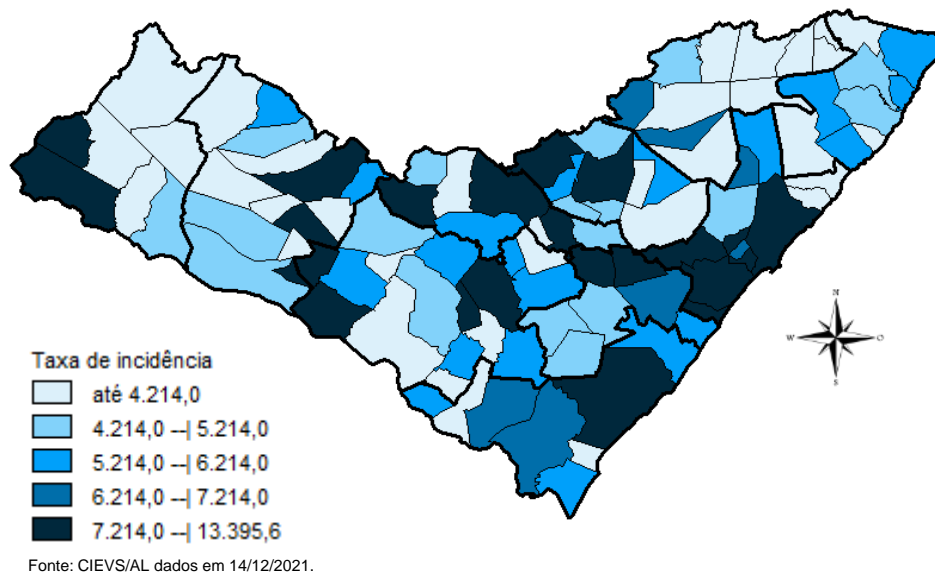 N
W
O
S
Taxa de incidência
até 4.214,0
4.214,0 --| 5.214,0
5.214,0 --| 6.214,0
6.214,0 --| 7.214,0
7.214,0 --| 13.395,6
Fonte: CIEVS/AL dados em 14/12/2021.